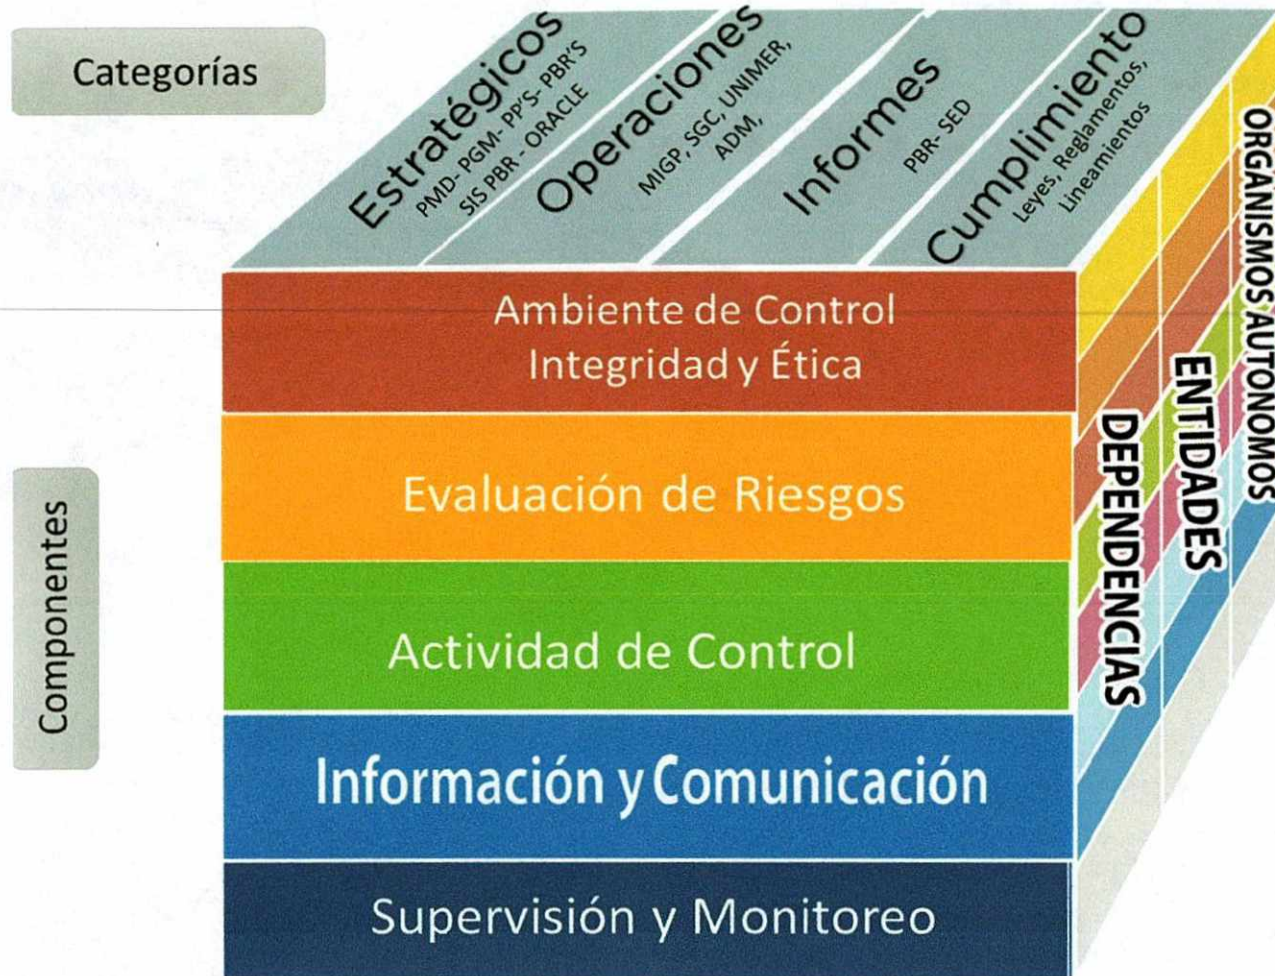 Categorías
Estratégicos
PMD- PGM- PP'S- PBR'S
SIS PBR - ORACLE
Operaciones
MIGP, SGC, UNIMER,
ADM,
Informes
PBR- SED
Cumplimiento
Leyes, Reglamentos,
Lineamientos
Componentes
Ambiente de Control
Integridad y Ética
Evaluación de Riesgos
Actividad de Control
Información y Comunicación
Supervisión y Monitoreo
DEPENDENCIAS
ENTIDADES
ORGANISMOS AUTONOMOS